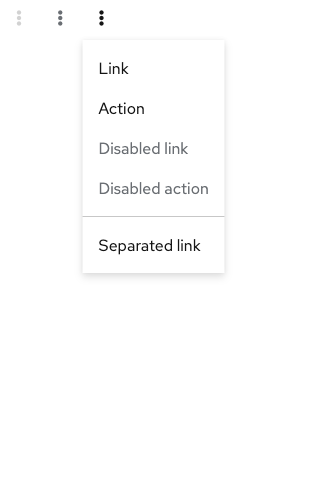 Link
Action
Disabled link
Disabled action
Separated link